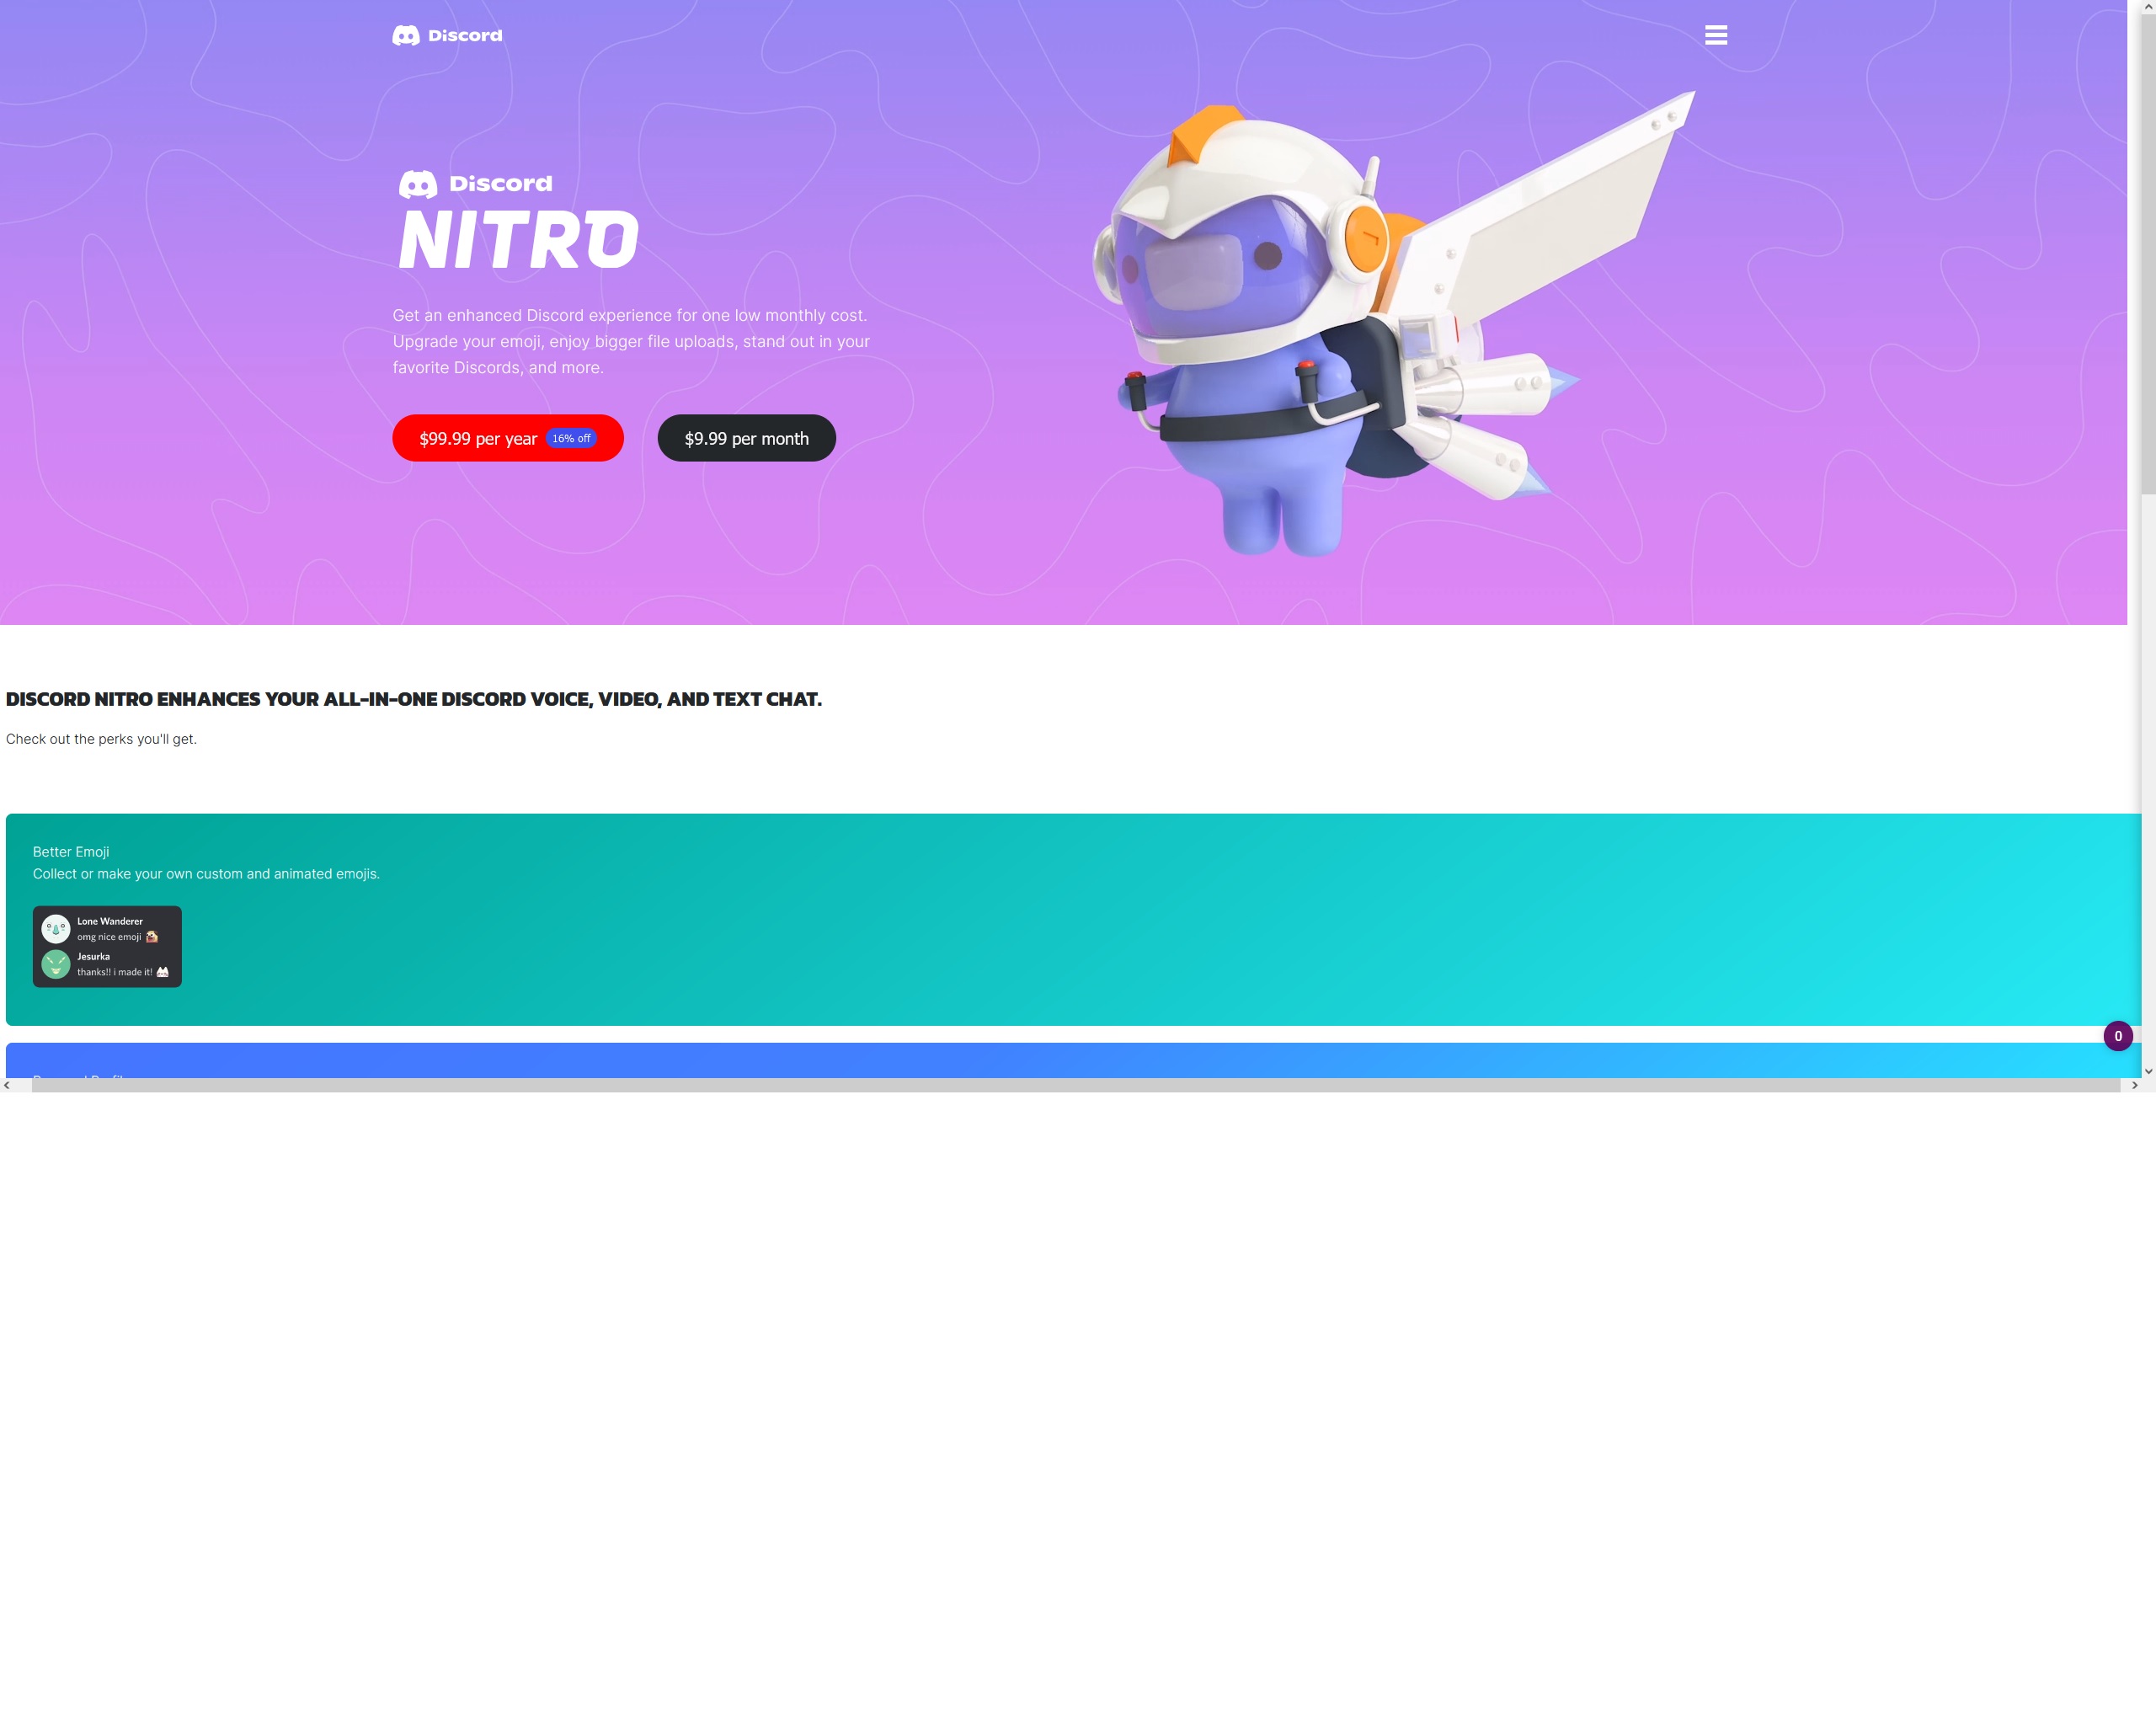 Discord
Discord
NITRO
Get an enhanced Discord experience for one low monthly cost.
Upgrade your emoji, enjoy bigger file uploads, stand out in your
favorite Discords, and more.
$99.99 per year 16% off $9.99 per month
DISCORD NITRO ENHANCES YOUR ALL-IN-ONE DISCORD VOICE, VIDEO, AND TEXT CHAT.
Check out the perks you'll get.
Better Emoji
Collect or make your own custom and animated emojis.
Lone Wanderer
omg nice emoji
Jesurka
thanks!! i made it!
0